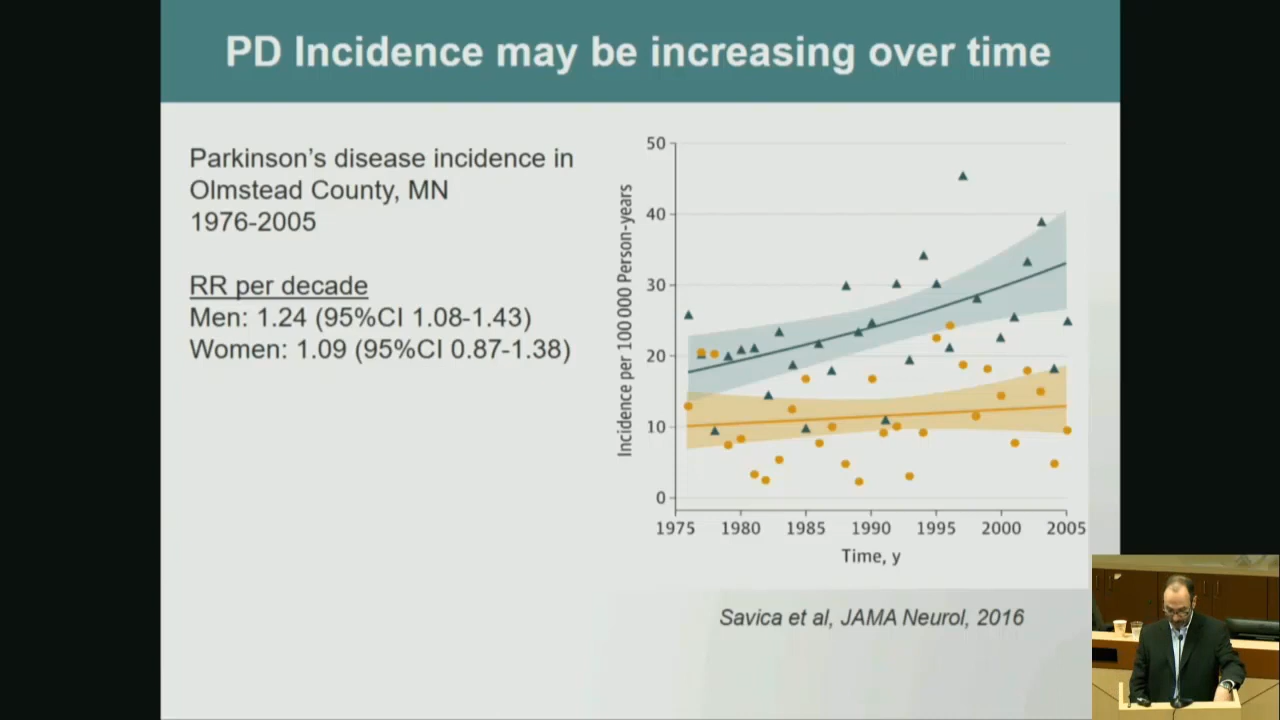 PD Incidence may be increasing over time
Parkinson's disease incidence in
Olmstead County, MN
1976-2005
RR per decade
Men: 1.24 (95%CI 1.08-1.43)
Women: 1.09 (95%CI 0.87-1.38)
Incidence per 100 000 Person-years
50
40
30
20
10
0
1975 1980 1985 1990 1995 2000 2005
Time, y
Savica et al, JAMA Neurol, 2016